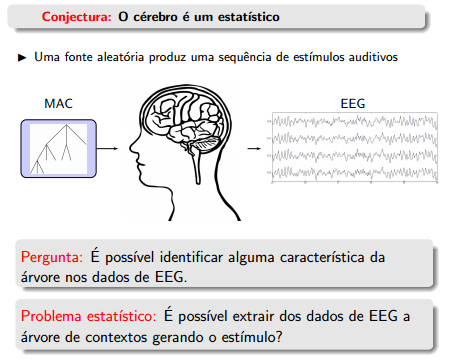 Conjectura: O cérebro é um estatístico
▶ Uma fonte aleatória produz uma sequência de estímulos auditivos
MAC
EEG
Pergunta: É possível identificar alguma característica da
árvore nos dados de EEG.
Problema estatístico: É possível extrair dos dados de EEG a
árvore de contextos gerando o estímulo?